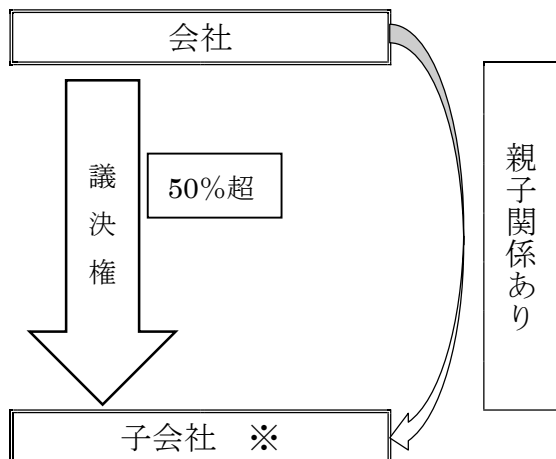 会社
議決権
50%超
親子関係あり
子会社 ※